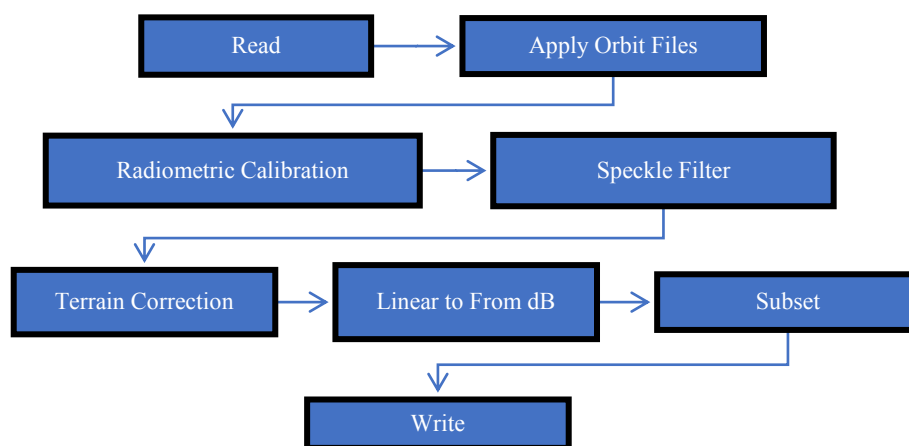 Read
Apply Orbit Files
Radiometric Calibration
Speckle Filter
Terrain Correction
Linear to From dB
Subset
Write